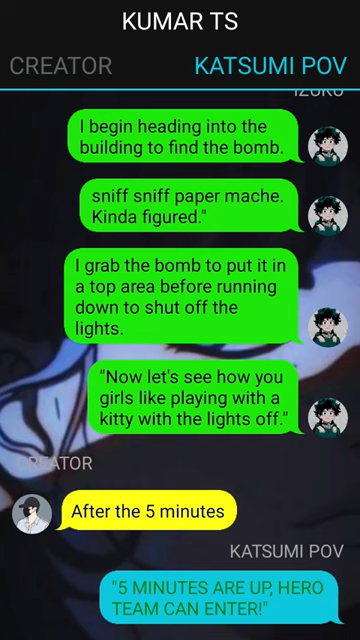 KUMAR TS
CREATOR
KATSUMI POV
IZUKU
I begin heading into the
building to find the bomb.
sniff sniff paper mache.
Kinda figured."
I grab the bomb to put it in
a top area before running
down to shut off the
lights.
"Now let's see how you
girls like playing with a
kitty with the lights off."
CREATOR
After the 5 minutes
KATSUMI POV
"5 MINUTES ARE UP, HERO
TEAM CAN ENTER!"